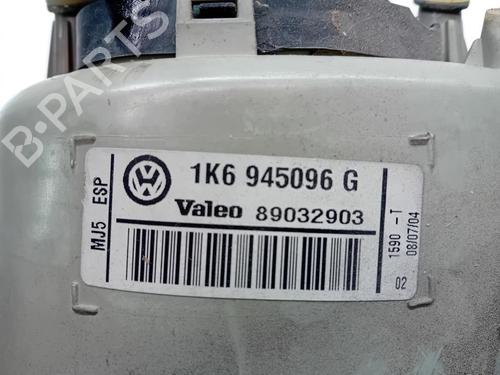 B-PARTS
1K6 945096 G
Valeo 89032903
MJ5 ESP
1590 -T
08/07/04
02